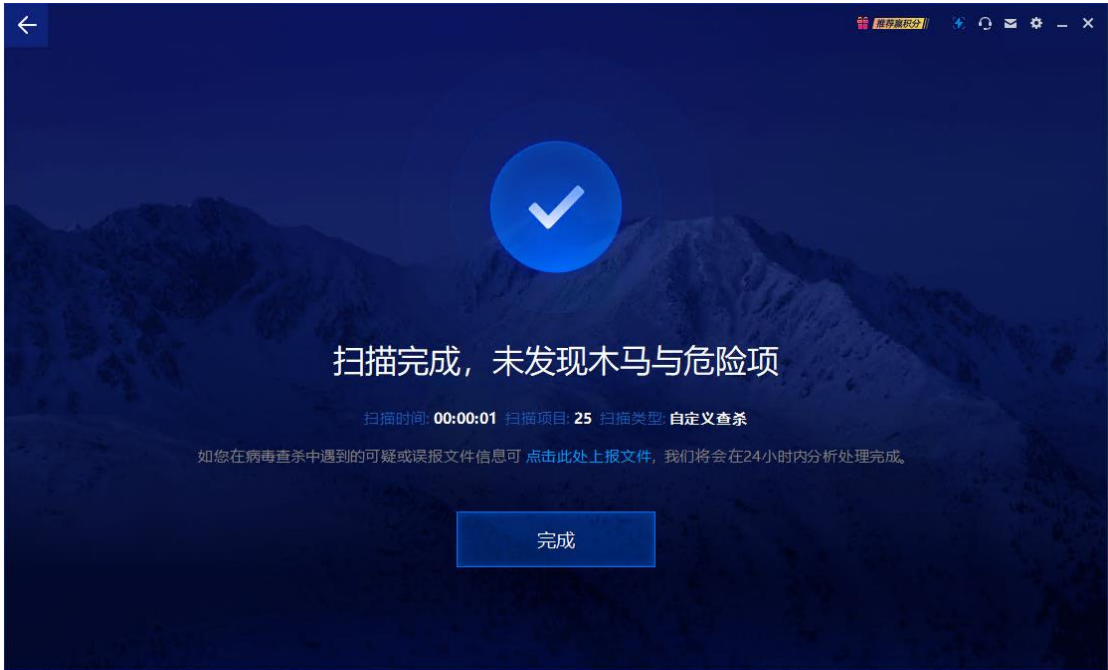 推荐赢积分
扫描完成，未发现木马与危险项
扫描时间: 00:00:01 扫描项目: 25 扫描类型: 自定义查杀
如您在病毒查杀中遇到的可疑或误报文件信息可 点击此处上报文件，我们将会在24小时内分析处理完成。
完成